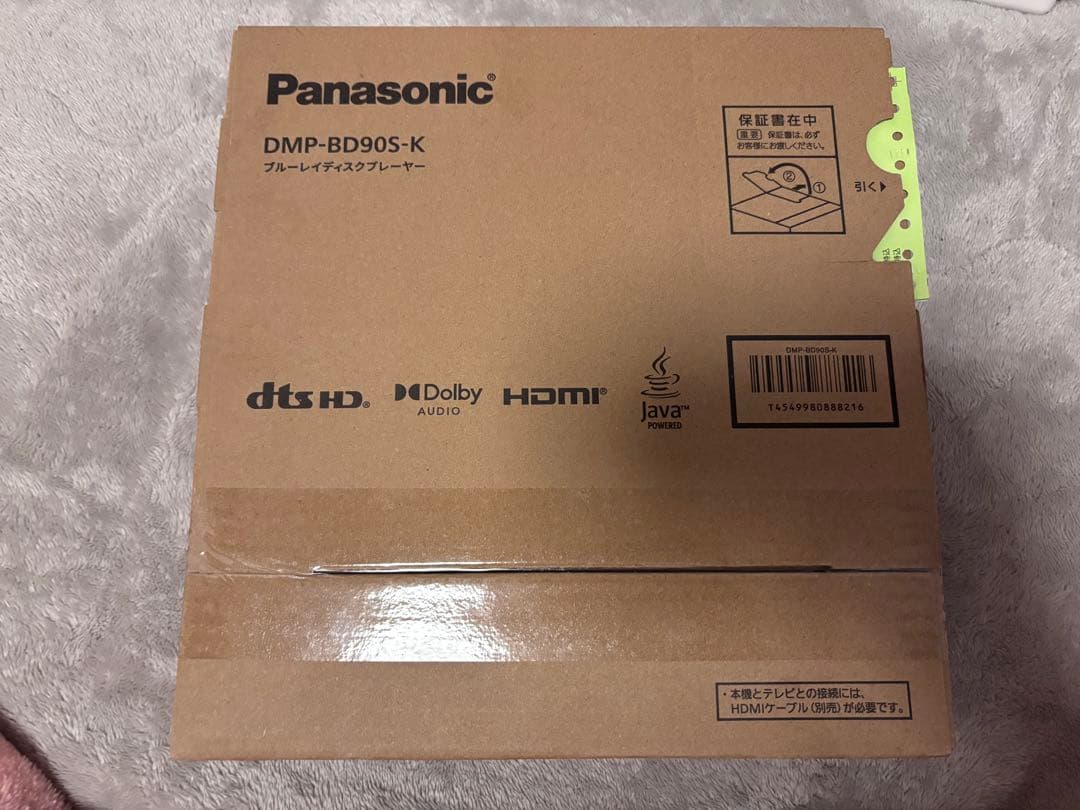 Panasonic®
DMP-BD90S-K
ブルーレイディスクプレーヤー
保証書在中
重要 保証書は、必ず
お客様にお渡しください。
②
①
引く▶
dts HD®
Dolby
AUDIO
HDMI®
Java™
POWERED
DMP-BD90S-K
T4549980888216
・本機とテレビとの接続には、
HDMIケーブル（別売）が必要です。